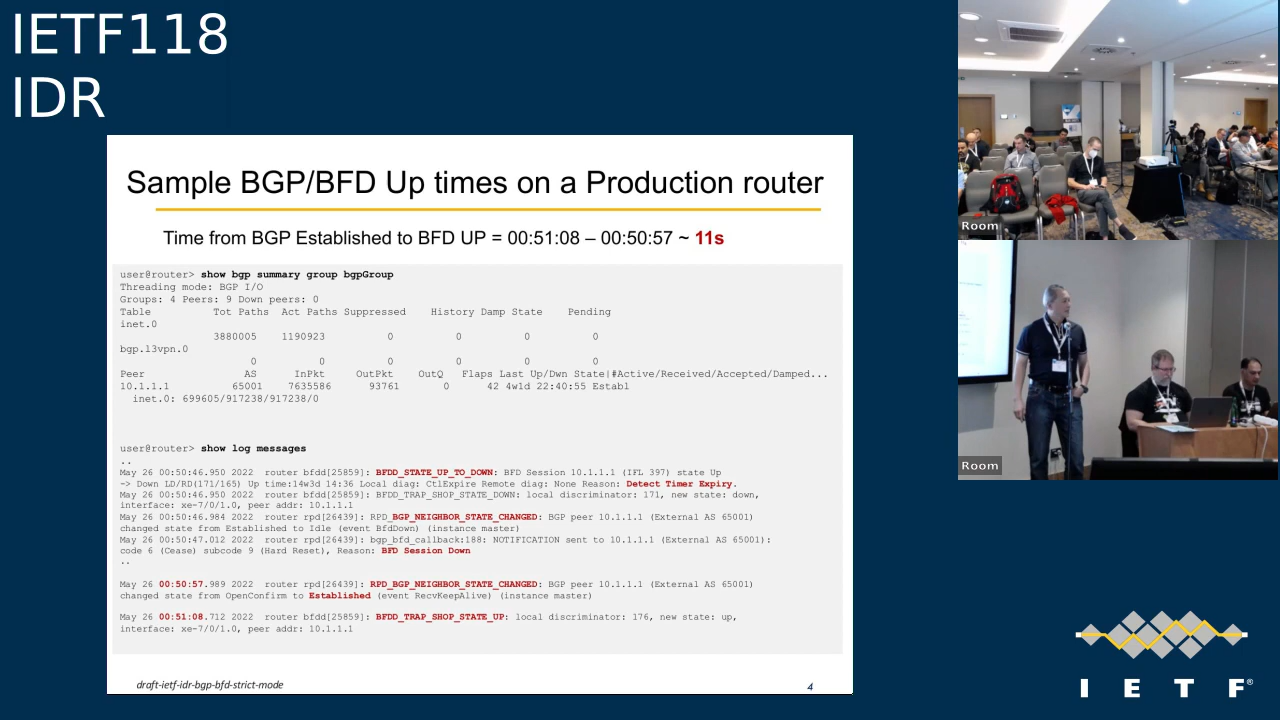 IETF118
IDR
Sample BGP/BFD Up times on a Production router
Time from BGP Established to BFD UP = 00:51:08 – 00:50:57 ~ 11s
user@router> show bgp summary group bgpGroup
Threading mode: BGP I/O
Groups: 4 Peers: 9 Down peers: 0
Table Tot Paths Act Paths Suppressed History Damp State Pending
inet.0
3880005 1190923 0 0 0 0
bgp.l3vpn.0
0 0 0 0 0 0
Peer AS InPkt OutPkt OutQ Flaps Last Up/Dwn State|#Active/Received/Accepted/Damped...
10.1.1.1 65001 7635586 93761 0 42 4w1d 22:40:55 Establ
inet.0: 699605/917238/917238/0
user@router> show log messages
..
May 26 00:50:46.950 2022 router bfdd[25859]: BFDD_STATE_UP_TO_DOWN: BFD Session 10.1.1.1 (IFL 397) state Up
-> Down LD/RD(171/165) Up time:14w3d 14:36 Local diag: CtlExpire Remote diag: None Reason: Detect Timer Expiry.
May 26 00:50:46.950 2022 router bfdd[25859]: BFDD_TRAP_SHOP_STATE_DOWN: local discriminator: 171, new state: down,
interface: xe-7/0/1.0, peer addr: 10.1.1.1
May 26 00:50:46.984 2022 router rpd[26439]: RPD_BGP_NEIGHBOR_STATE_CHANGED: BGP peer 10.1.1.1 (External AS 65001)
changed state from Established to Idle (event BfdDown) (instance master)
May 26 00:50:47.012 2022 router rpd[26439]: bgp_bfd_callback:188: NOTIFICATION sent to 10.1.1.1 (External AS 65001):
code 6 (Cease) subcode 9 (Hard Reset), Reason: BFD Session Down
..
May 26 00:50:57.989 2022 router rpd[26439]: RPD_BGP_NEIGHBOR_STATE_CHANGED: BGP peer 10.1.1.1 (External AS 65001)
changed state from OpenConfirm to Established (event RecvKeepAlive) (instance master)
May 26 00:51:08.712 2022 router bfdd[25859]: BFDD_TRAP_SHOP_STATE_UP: local discriminator: 176, new state: up,
interface: xe-7/0/1.0, peer addr: 10.1.1.1
draft-ietf-idr-bgp-bfd-strict-mode
4
Room
Room
I E T F®